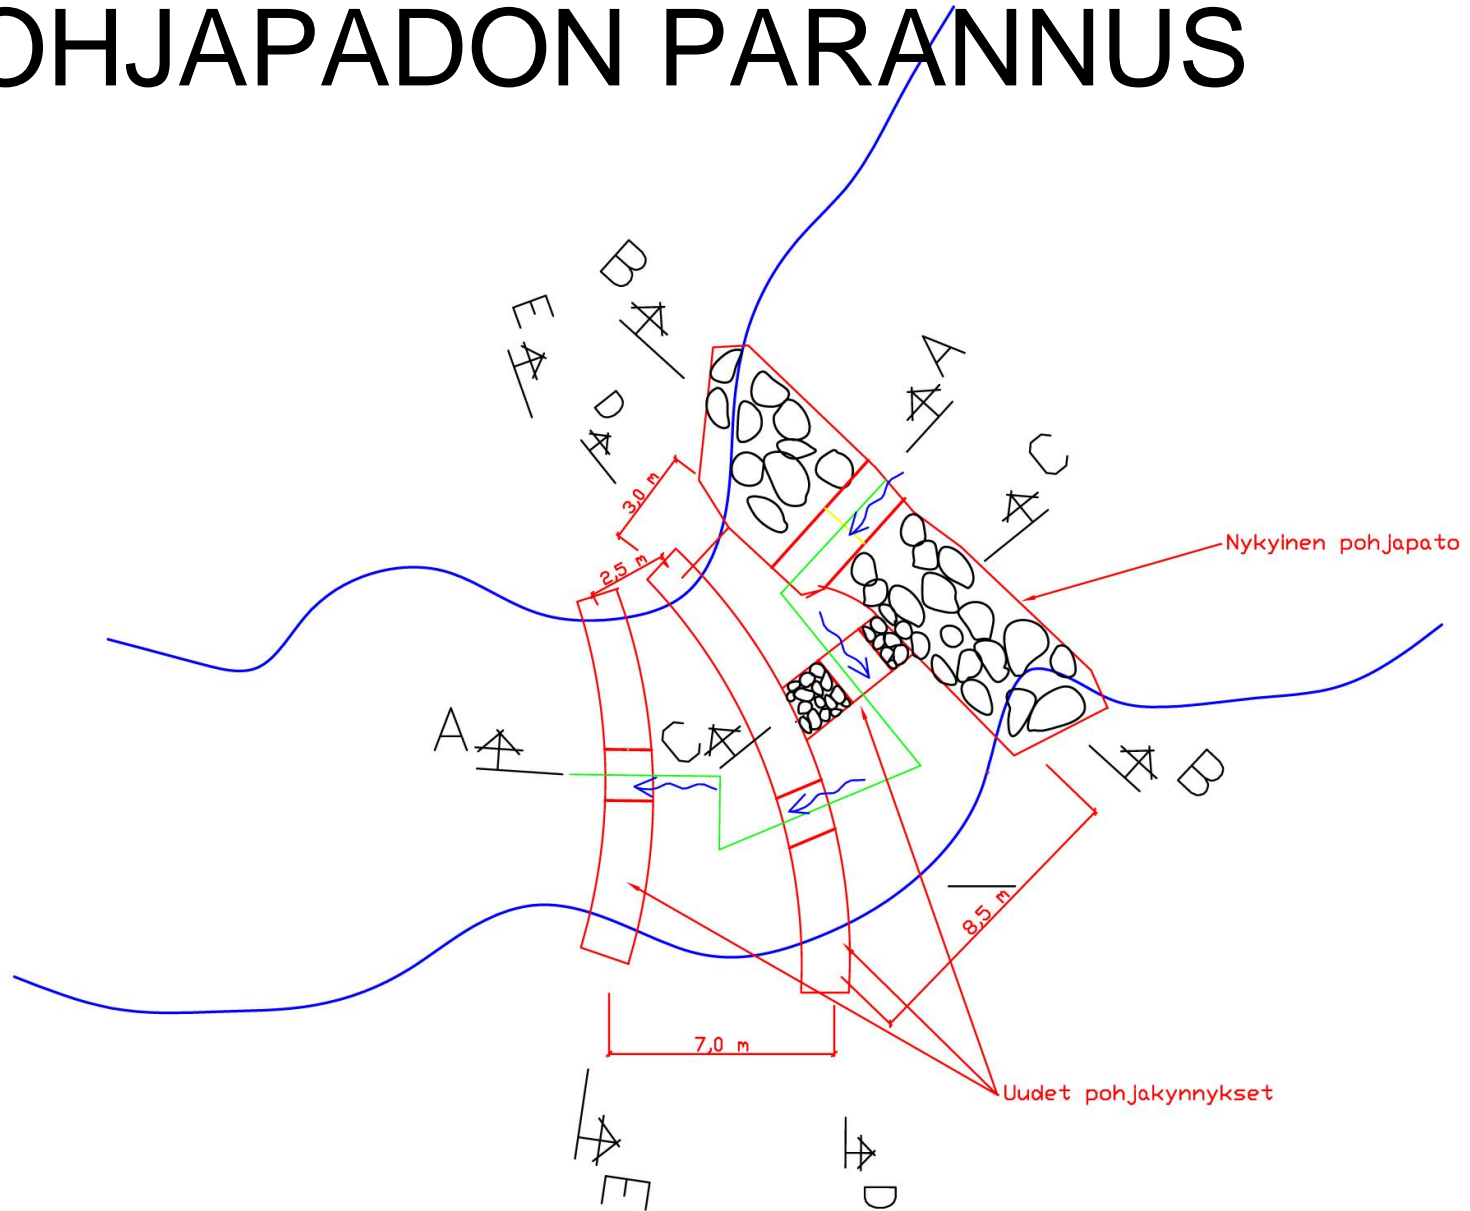 OHJAPADON PARANNUS
B
E
A
D
C
3,0 m
Nykyinen pohjapato
2,5 m
A
C
B
8,5 m
7,0 m
Uudet pohjakynnykset
E
D